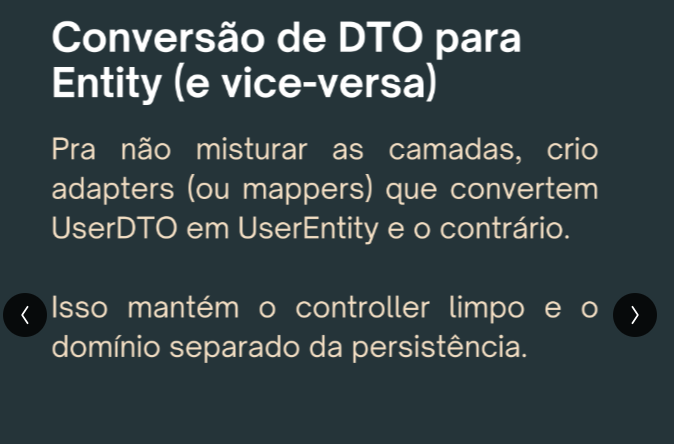 Conversão de DTO para
Entity (e vice-versa)
Pra não misturar as camadas, crio
adapters (ou mappers) que convertem
UserDTO em UserEntity e o contrário.
Isso mantém o controller limpo e o
domínio separado da persistência.